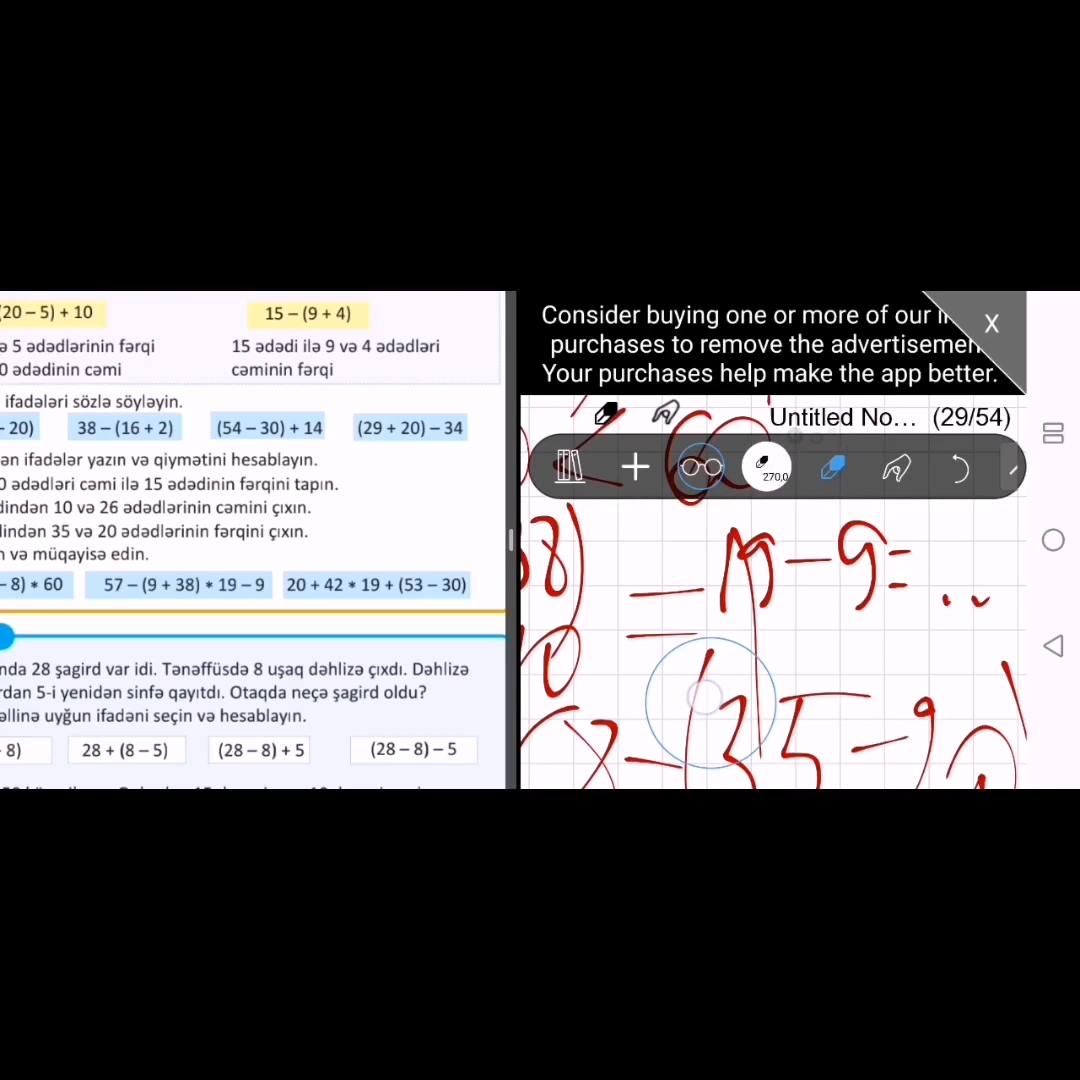 20 – 5) + 10
15 – (9 + 4)
ə 5 ədədlərinin fərqi
0 ədədinin cəmi
15 ədədi ilə 9 və 4 ədədləri
cəminin fərqi
ifadələri sözlə söyləyin.
– 20)
38 – (16 + 2)
(54 – 30) + 14
(29 + 20) – 34
ən ifadələr yazın və qiymətini hesablayın.
0 ədədləri cəmi ilə 15 ədədinin fərqini tapın.
dindən 10 və 26 ədədlərinin cəmini çıxın.
dindən 35 və 20 ədədlərinin fərqini çıxın.
n və müqayisə edin.
– 8) * 60
57 – (9 + 38) * 19 – 9
20 + 42 * 19 + (53 – 30)
nda 28 şagird var idi. Tənəffüsdə 8 uşaq dəhlizə çıxdı. Dəhlizə
rdan 5-i yenidən sinfə qayıtdı. Otaqda neçə şagird oldu?
əllinə uyğun ifadəni seçin və hesablayın.
8)
28 + (8 – 5)
(28 – 8) + 5
(28 – 8) – 5
Consider buying one or more of our in
X
purchases to remove the advertisemen
Your purchases help make the app better.
Untitled No... (29/54)
270,0
8)
19 – 9 = ..
0
– (35 –